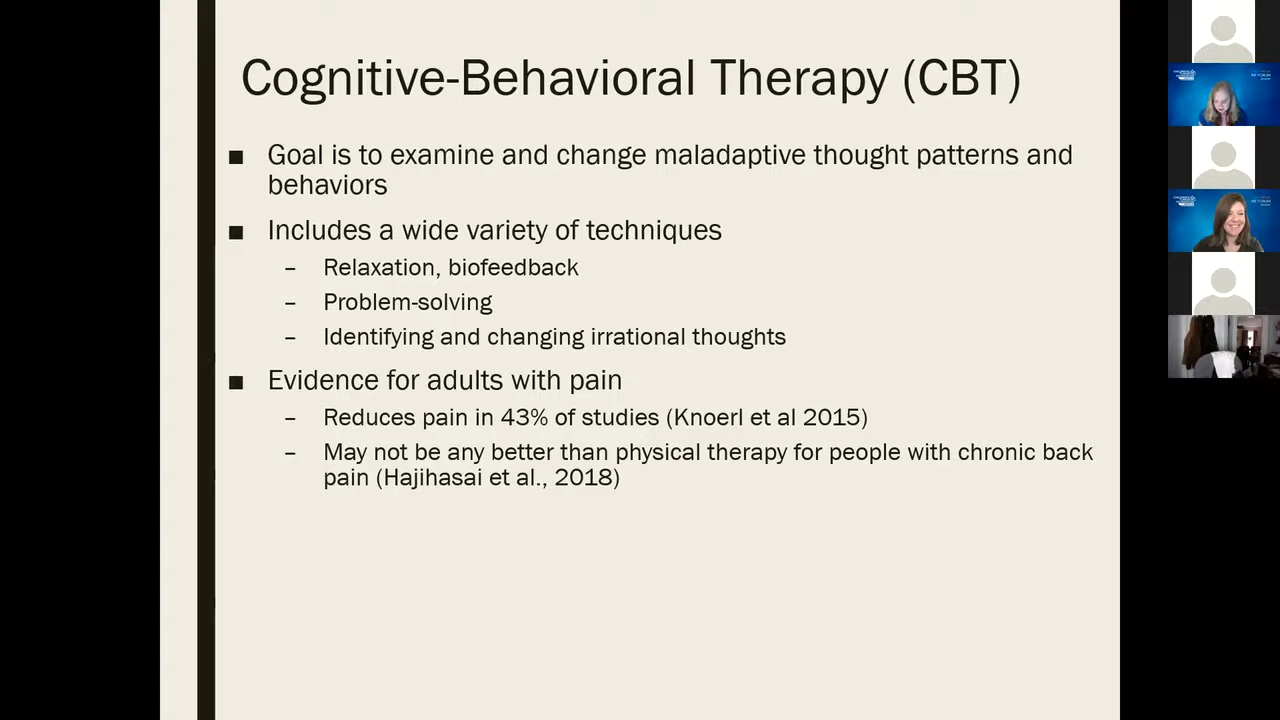 Cognitive-Behavioral Therapy (CBT)
■ Goal is to examine and change maladaptive thought patterns and
behaviors
■ Includes a wide variety of techniques
– Relaxation, biofeedback
– Problem-solving
– Identifying and changing irrational thoughts
■ Evidence for adults with pain
– Reduces pain in 43% of studies (Knoerl et al 2015)
– May not be any better than physical therapy for people with chronic back
pain (Hajihasai et al., 2018)